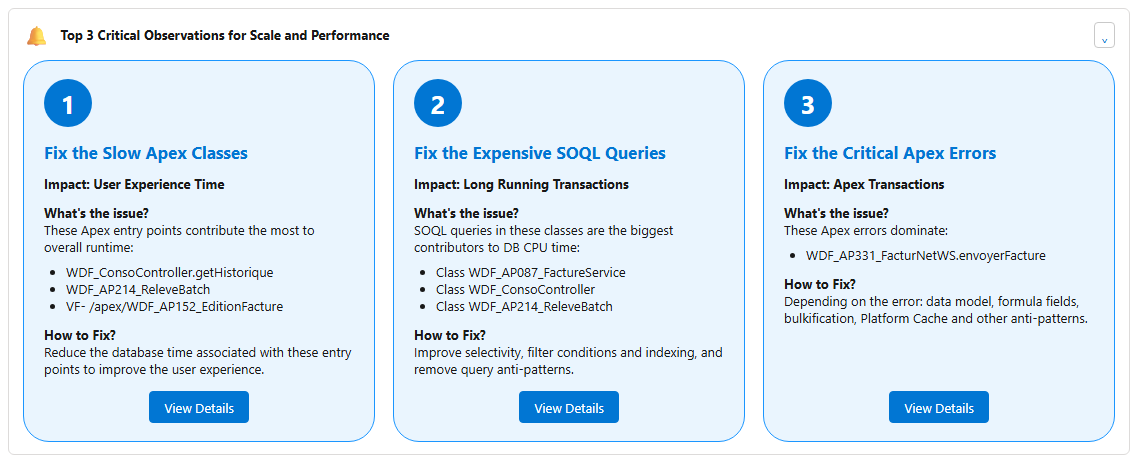 Top 3 Critical Observations for Scale and Performance
1
Fix the Slow Apex Classes
Impact: User Experience Time
What's the issue?
These Apex entry points contribute the most to
overall runtime:
• WDF_ConsoController.getHistorique
• WDF_AP214_ReleveBatch
• VF- /apex/WDF_AP152_EditionFacture
How to Fix?
Reduce the database time associated with these entry
points to improve the user experience.
View Details
2
Fix the Expensive SOQL Queries
Impact: Long Running Transactions
What's the issue?
SOQL queries in these classes are the biggest
contributors to DB CPU time:
• Class WDF_AP087_FactureService
• Class WDF_ConsoController
• Class WDF_AP214_ReleveBatch
How to Fix?
Improve selectivity, filter conditions and indexing, and
remove query anti-patterns.
View Details
3
Fix the Critical Apex Errors
Impact: Apex Transactions
What's the issue?
These Apex errors dominate:
• WDF_AP331_FacturNetWS.envoyerFacture
How to Fix?
Depending on the error: data model, formula fields,
bulkification, Platform Cache and other anti-patterns.
View Details